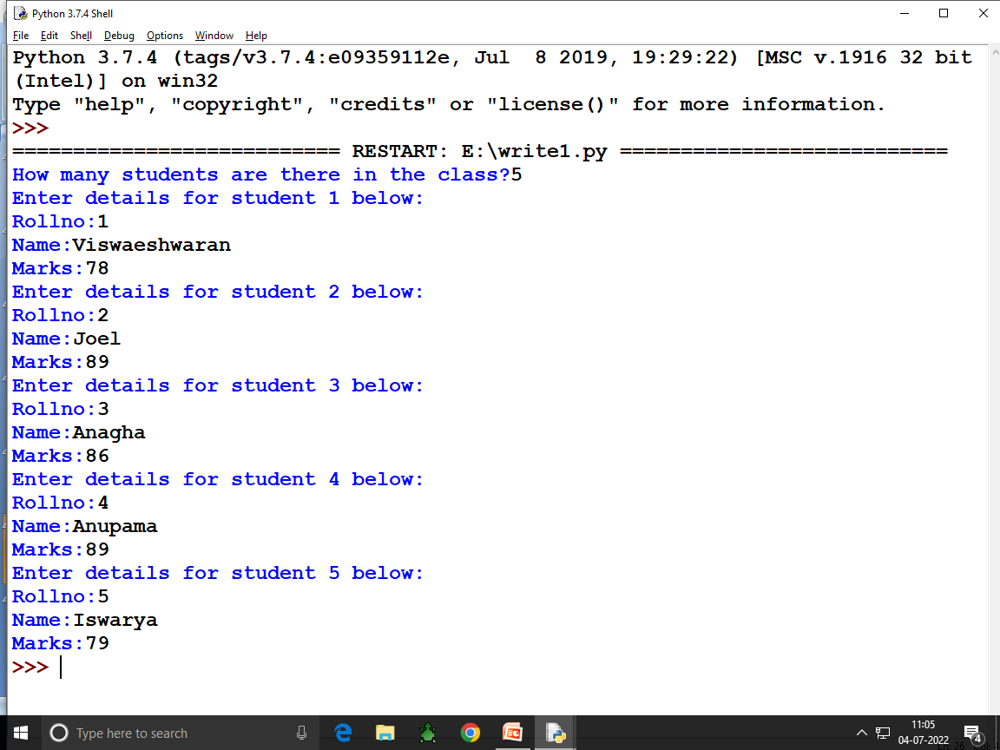 Python 3.7.4 Shell
File Edit Shell Debug Options Window Help
Python 3.7.4 (tags/v3.7.4:e09359112e, Jul  8 2019, 19:29:22) [MSC v.1916 32 bit
(Intel)] on win32
Type "help", "copyright", "credits" or "license()" for more information.
>>>
=========================== RESTART: E:\write1.py ===========================
How many students are there in the class?5
Enter details for student 1 below:
Rollno:1
Name:Viswaeshwaran
Marks:78
Enter details for student 2 below:
Rollno:2
Name:Joel
Marks:89
Enter details for student 3 below:
Rollno:3
Name:Anagha
Marks:86
Enter details for student 4 below:
Rollno:4
Name:Anupama
Marks:89
Enter details for student 5 below:
Rollno:5
Name:Iswarya
Marks:79
>>>
Type here to search
11:05
04-07-2022
4